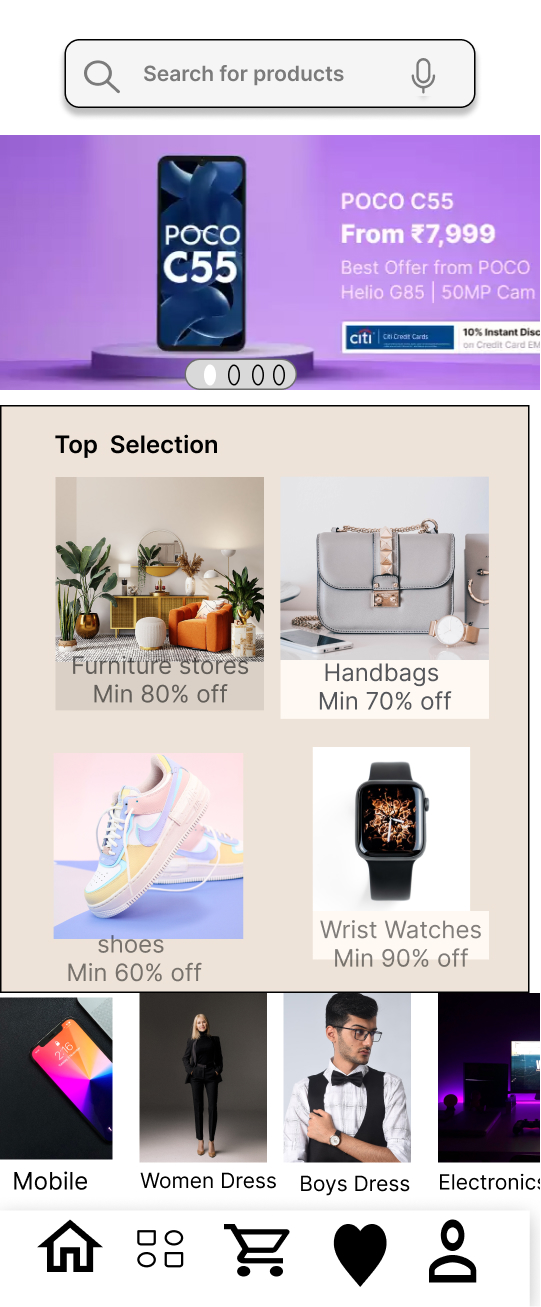 Search for products
POCO C55
From ₹7,999
Best Offer from POCO
Helio G85 | 50MP Cam
POCO
C55
citi
Citi Credit Cards
10% Instant Disc
on Credit Card EM
Top Selection
Furniture stores
Min 80% off
Handbags
Min 70% off
shoes
Min 60% off
Wrist Watches
Min 90% off
2:16
Mobile
Women Dress
Boys Dress
Electronics